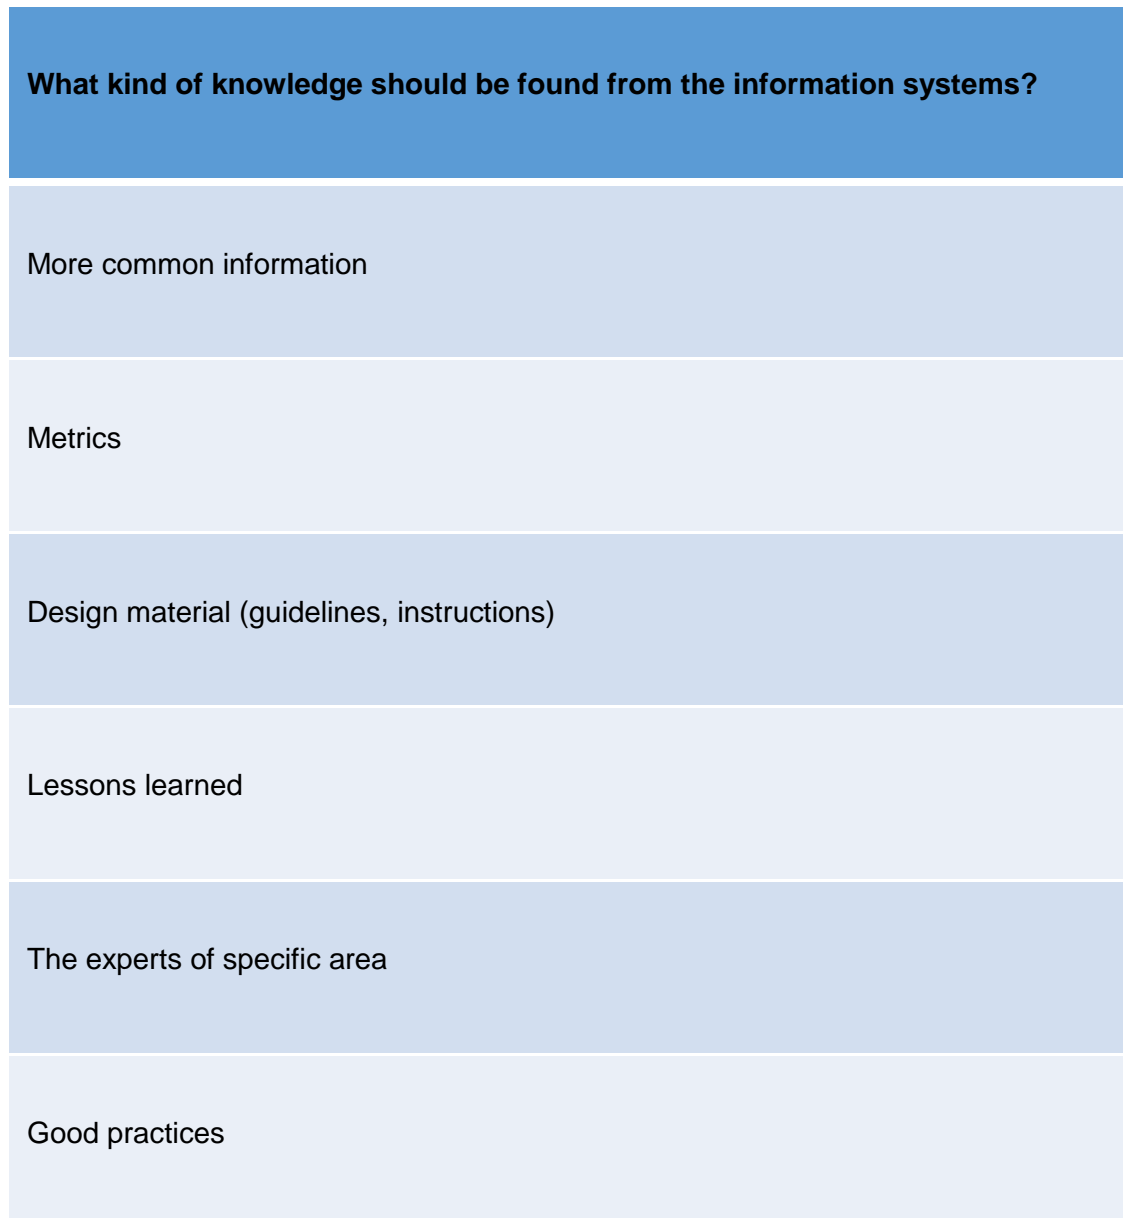 What kind of knowledge should be found from the information systems?
More common information
Metrics
Design material (guidelines, instructions)
Lessons learned
The experts of specific area
Good practices